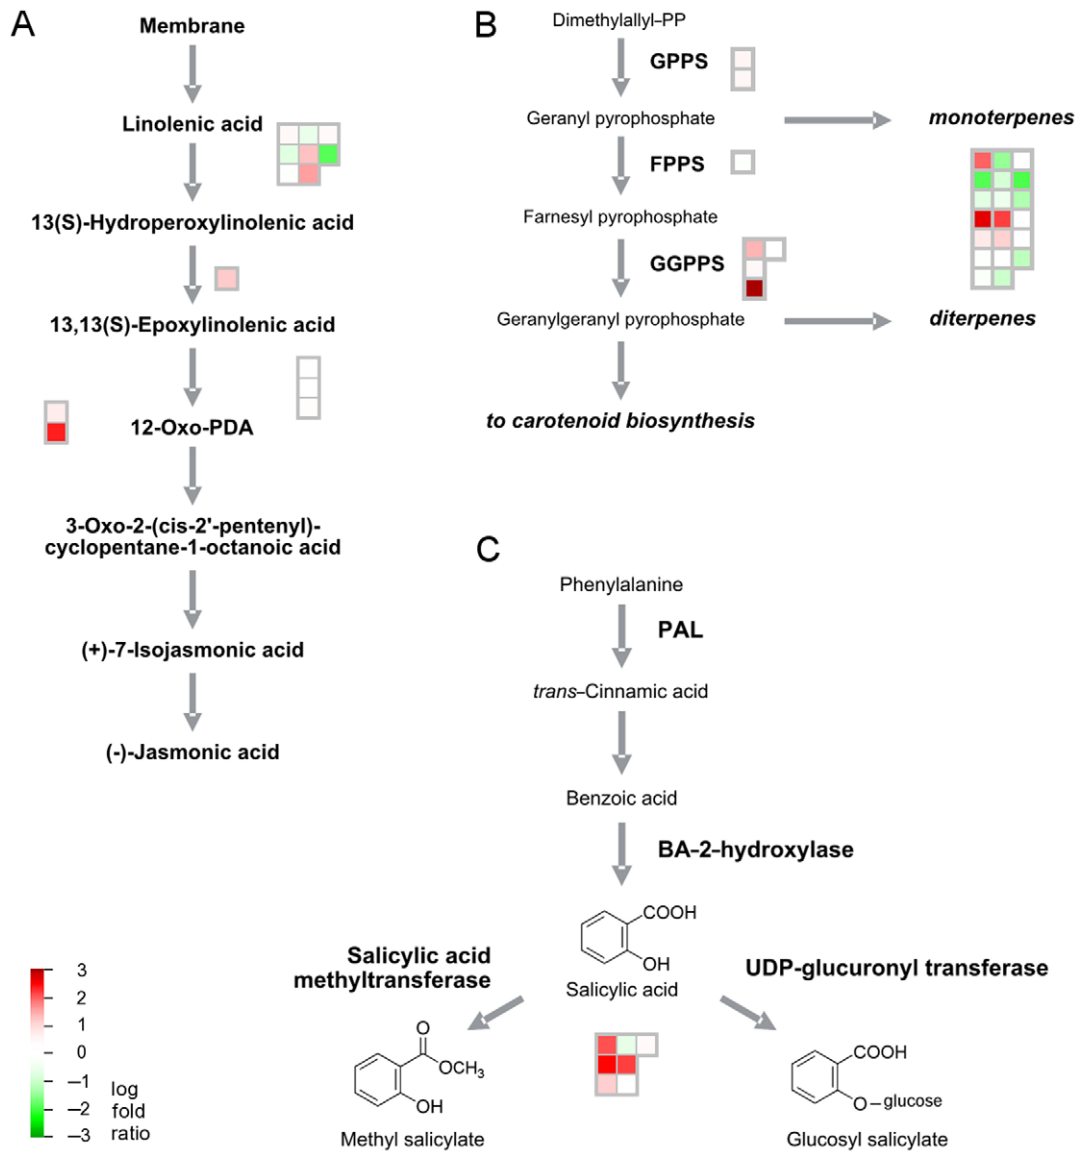 A
Membrane
Linolenic acid
13(S)-Hydroperoxylinolenic acid
13,13(S)-Epoxylinolenic acid
12-Oxo-PDA
3-Oxo-2-(cis-2'-pentenyl)-
cyclopentane-1-octanoic acid
(+)-7-Isojasmonic acid
(-)-Jasmonic acid
B
Dimethylallyl–PP
GPPS
Geranyl pyrophosphate
monoterpenes
FPPS
Farnesyl pyrophosphate
GGPPS
Geranylgeranyl pyrophosphate
diterpenes
to carotenoid biosynthesis
C
Phenylalanine
PAL
trans–Cinnamic acid
Benzoic acid
BA–2–hydroxylase
COOH
OH
Salicylic acid
Salicylic acid
methyltransferase
UDP-glucuronyl transferase
O
OCH3
OH
Methyl salicylate
COOH
O–glucose
Glucosyl salicylate
3
2
1
0
–1
–2
–3
log
fold
ratio